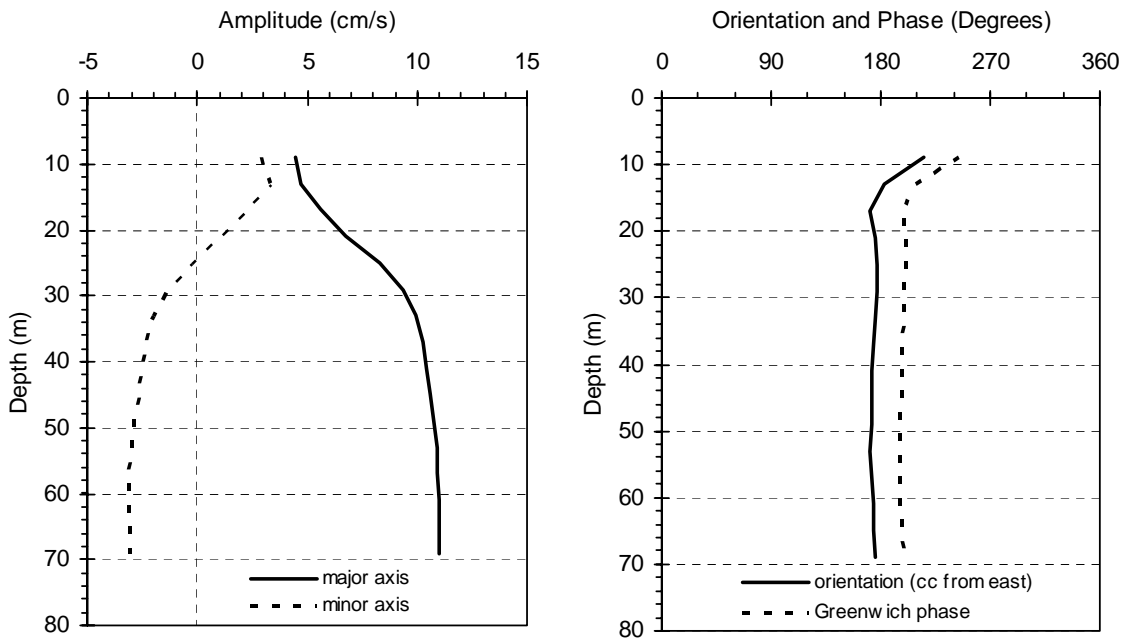 Amplitude (cm/s)
-5 0 5 10 15
0
10
20
30
40
50
60
70
80
Depth (m)
major axis
minor axis
Orientation and Phase (Degrees)
0 90 180 270 360
0
10
20
30
40
50
60
70
80
Depth (m)
orientation (cc from east)
Greenwich phase